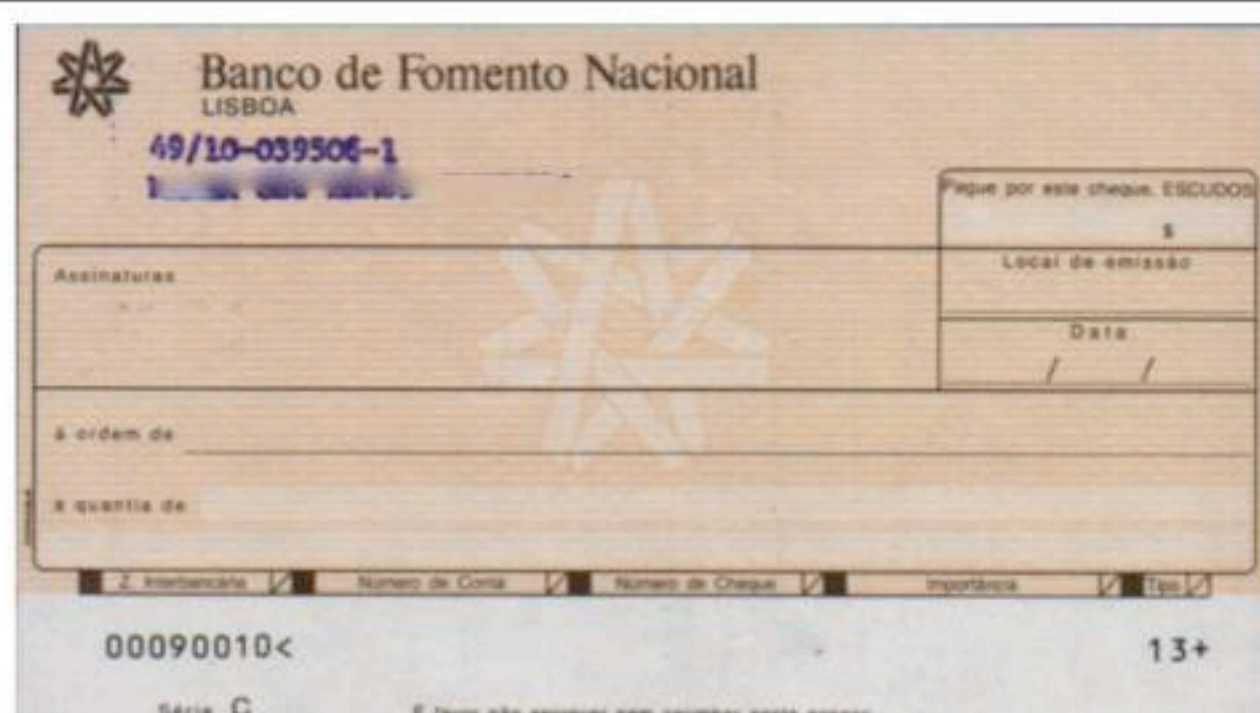 Banco de Fomento Nacional
LISBOA
49/10-039506-1
Pague por este cheque, ESCUDOS
$
Local de emissão
Assinaturas
Data
/ /
à ordem de
a quantia de
Z. Interbancária
Número de Conta
Número de Cheque
Importância
Tipo
00090010<
13+
Série C